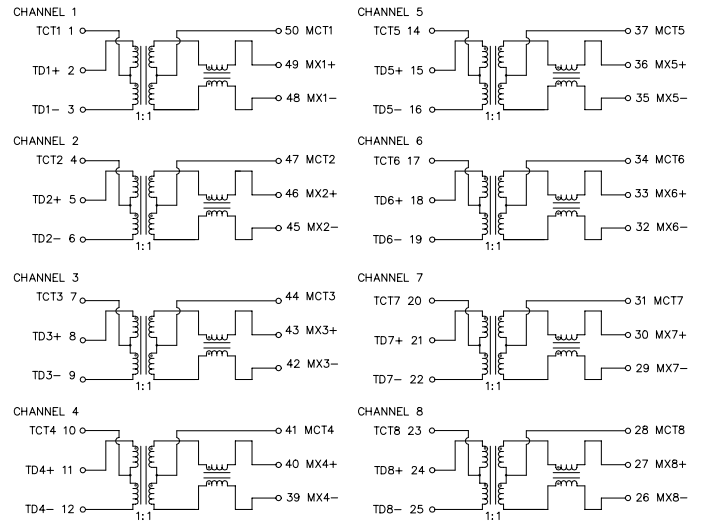 CHANNEL 1
TCT1 1
50 MCT1
TD1+ 2
49 MX1+
48 MX1-
TD1- 3
1:1
CHANNEL 2
TCT2 4
47 MCT2
46 MX2+
TD2+ 5
45 MX2-
TD2- 6
1:1
CHANNEL 3
TCT3 7
44 MCT3
43 MX3+
TD3+ 8
42 MX3-
TD3- 9
1:1
CHANNEL 4
TCT4 10
41 MCT4
40 MX4+
TD4+ 11
39 MX4-
TD4- 12
1:1
CHANNEL 5
TCT5 14
37 MCT5
36 MX5+
TD5+ 15
35 MX5-
TD5- 16
1:1
CHANNEL 6
TCT6 17
34 MCT6
33 MX6+
TD6+ 18
32 MX6-
TD6- 19
1:1
CHANNEL 7
TCT7 20
31 MCT7
30 MX7+
TD7+ 21
29 MX7-
TD7- 22
1:1
CHANNEL 8
TCT8 23
28 MCT8
27 MX8+
TD8+ 24
26 MX8-
TD8- 25
1:1